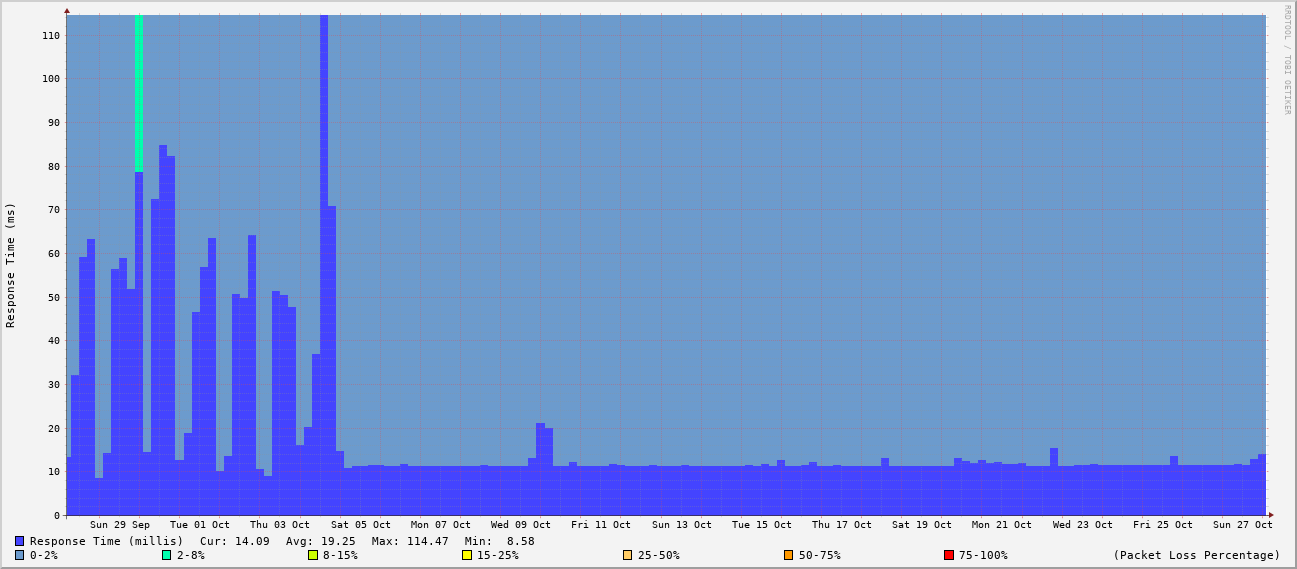 RRDTOOL / TOBI OETIKER
Response Time (ms)
110
100
90
80
70
60
50
40
30
20
10
0
Sun 29 Sep Tue 01 Oct Thu 03 Oct Sat 05 Oct Mon 07 Oct Wed 09 Oct Fri 11 Oct Sun 13 Oct Tue 15 Oct Thu 17 Oct Sat 19 Oct Mon 21 Oct Wed 23 Oct Fri 25 Oct Sun 27 Oct
Response Time (millis) Cur: 14.09 Avg: 19.25 Max: 114.47 Min: 8.58
0-2% 2-8% 8-15% 15-25% 25-50% 50-75% 75-100% (Packet Loss Percentage)